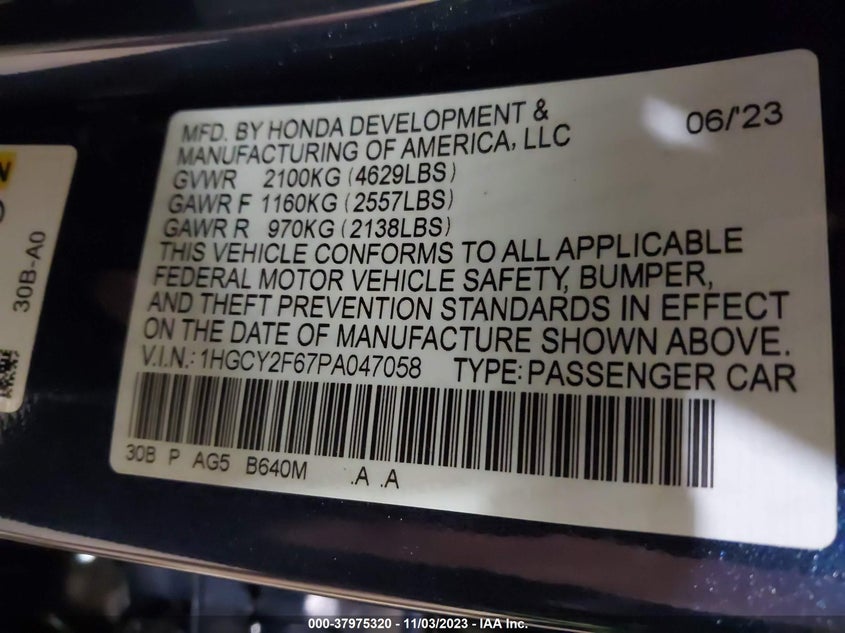 MFD. BY HONDA DEVELOPMENT &
MANUFACTURING OF AMERICA, LLC
06/'23
GVWR 2100KG (4629LBS)
GAWR F 1160KG (2557LBS)
GAWR R 970KG (2138LBS)
THIS VEHICLE CONFORMS TO ALL APPLICABLE
FEDERAL MOTOR VEHICLE SAFETY, BUMPER,
AND THEFT PREVENTION STANDARDS IN EFFECT
ON THE DATE OF MANUFACTURE SHOWN ABOVE.
V.I.N.: 1HGCY2F67PA047058 TYPE: PASSENGER CAR
30B P AG5 B640M .A .A
30B-A0
000-37975320 - 11/03/2023 - IAA Inc.